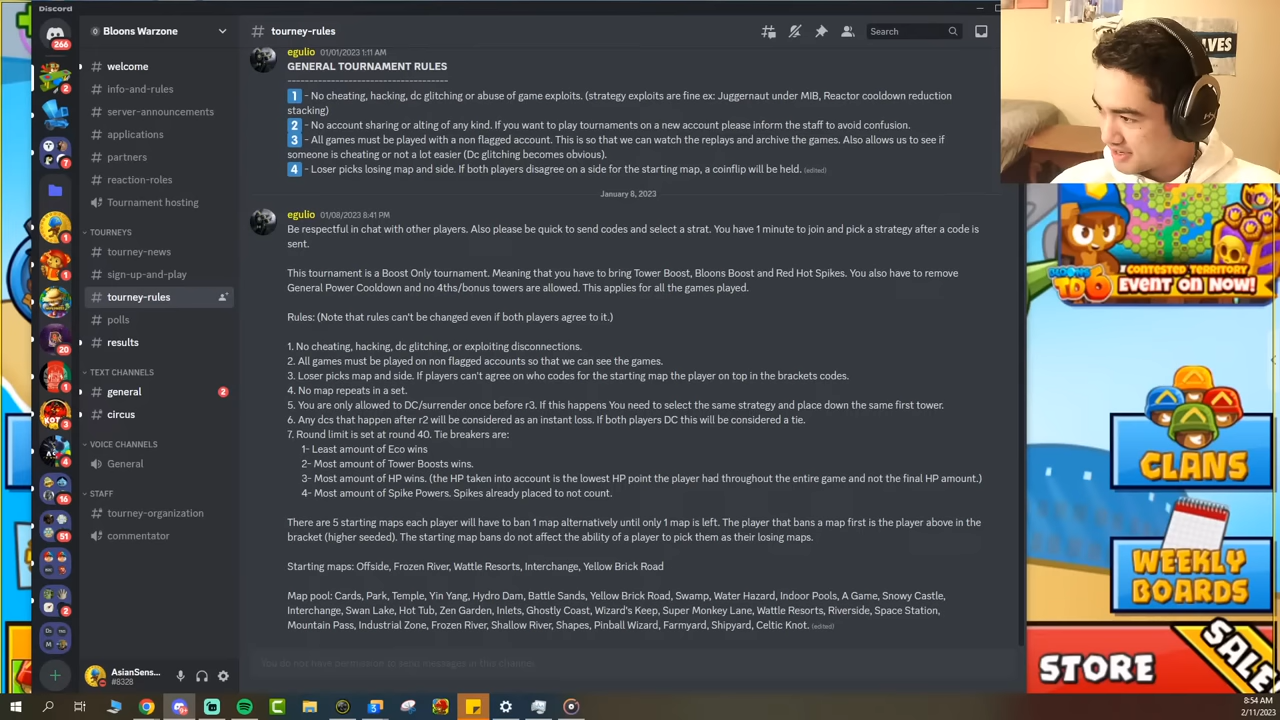 Discord
266
Bloons Warzone
# tourney-rules
Search
welcome
info-and-rules
server-announcements
applications
partners
reaction-roles
Tournament hosting
TOURNEYS
tourney-news
sign-up-and-play
tourney-rules
polls
results
TEXT CHANNELS
general
2
circus
VOICE CHANNELS
General
STAFF
tourney-organization
commentator
2
7
1
1
20
1
3
4
16
51
2
AsianSens...
#8328
egulio 01/01/2023 1:11 AM
GENERAL TOURNAMENT RULES
--------------------------------------
1 - No cheating, hacking, dc glitching or abuse of game exploits. (strategy exploits are fine ex: Juggernaut under MIB, Reactor cooldown reduction
stacking)
2 - No account sharing or alting of any kind. If you want to play tournaments on a new account please inform the staff to avoid confusion.
3 - All games must be played with a non flagged account. This is so that we can watch the replays and archive the games. Also allows us to see if
someone is cheating or not a lot easier (Dc glitching becomes obvious).
4 - Loser picks losing map and side. If both players disagree on a side for the starting map, a coinflip will be held. (edited)
January 8, 2023
egulio 01/08/2023 8:41 PM
Be respectful in chat with other players. Also please be quick to send codes and select a strat. You have 1 minute to join and pick a strategy after a code is
sent.
This tournament is a Boost Only tournament. Meaning that you have to bring Tower Boost, Bloons Boost and Red Hot Spikes. You also have to remove
General Power Cooldown and no 4ths/bonus towers are allowed. This applies for all the games played.
Rules: (Note that rules can't be changed even if both players agree to it.)
1. No cheating, hacking, dc glitching, or exploiting disconnections.
2. All games must be played on non flagged accounts so that we can see the games.
3. Loser picks map and side. If players can't agree on who codes for the starting map the player on top in the brackets codes.
4. No map repeats in a set.
5. You are only allowed to DC/surrender once before r3. If this happens You need to select the same strategy and place down the same first tower.
6. Any dcs that happen after r2 will be considered as an instant loss. If both players DC this will be considered a tie.
7. Round limit is set at round 40. Tie breakers are:
1- Least amount of Eco wins
2- Most amount of Tower Boosts wins.
3- Most amount of HP wins. (the HP taken into account is the lowest HP point the player had throughout the entire game and not the final HP amount.)
4- Most amount of Spike Powers. Spikes already placed to not count.
There are 5 starting maps each player will have to ban 1 map alternatively until only 1 map is left. The player that bans a map first is the player above in the
bracket (higher seeded). The starting map bans do not affect the ability of a player to pick them as their losing maps.
Starting maps: Offside, Frozen River, Wattle Resorts, Interchange, Yellow Brick Road
Map pool: Cards, Park, Temple, Yin Yang, Hydro Dam, Battle Sands, Yellow Brick Road, Swamp, Water Hazard, Indoor Pools, A Game, Snowy Castle,
Interchange, Swan Lake, Hot Tub, Zen Garden, Inlets, Ghostly Coast, Wizard's Keep, Super Monkey Lane, Wattle Resorts, Riverside, Space Station,
Mountain Pass, Industrial Zone, Frozen River, Shallow River, Shapes, Pinball Wizard, Farmyard, Shipyard, Celtic Knot. (edited)
You do not have permission to send messages in this channel.
BLOONS
TD6
CONTESTED TERRITORY
EVENT ON NOW!
CLANS
WEEKLY
BOARDS
STORE
SALE
8:54 AM
2/11/2023